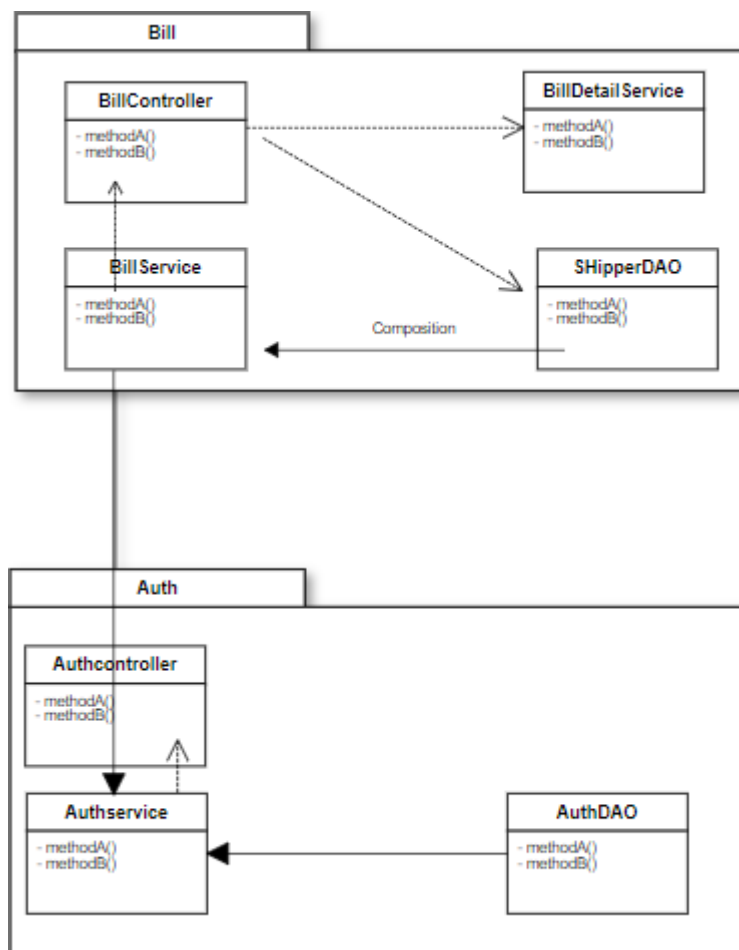 Bill
BillController
- methodA()
- methodB()
BillDetailService
- methodA()
- methodB()
BillService
- methodA()
- methodB()
SHipperDAO
- methodA()
- methodB()
Composition
Auth
Authcontroller
- methodA()
- methodB()
Authservice
- methodA()
- methodB()
AuthDAO
- methodA()
- methodB()